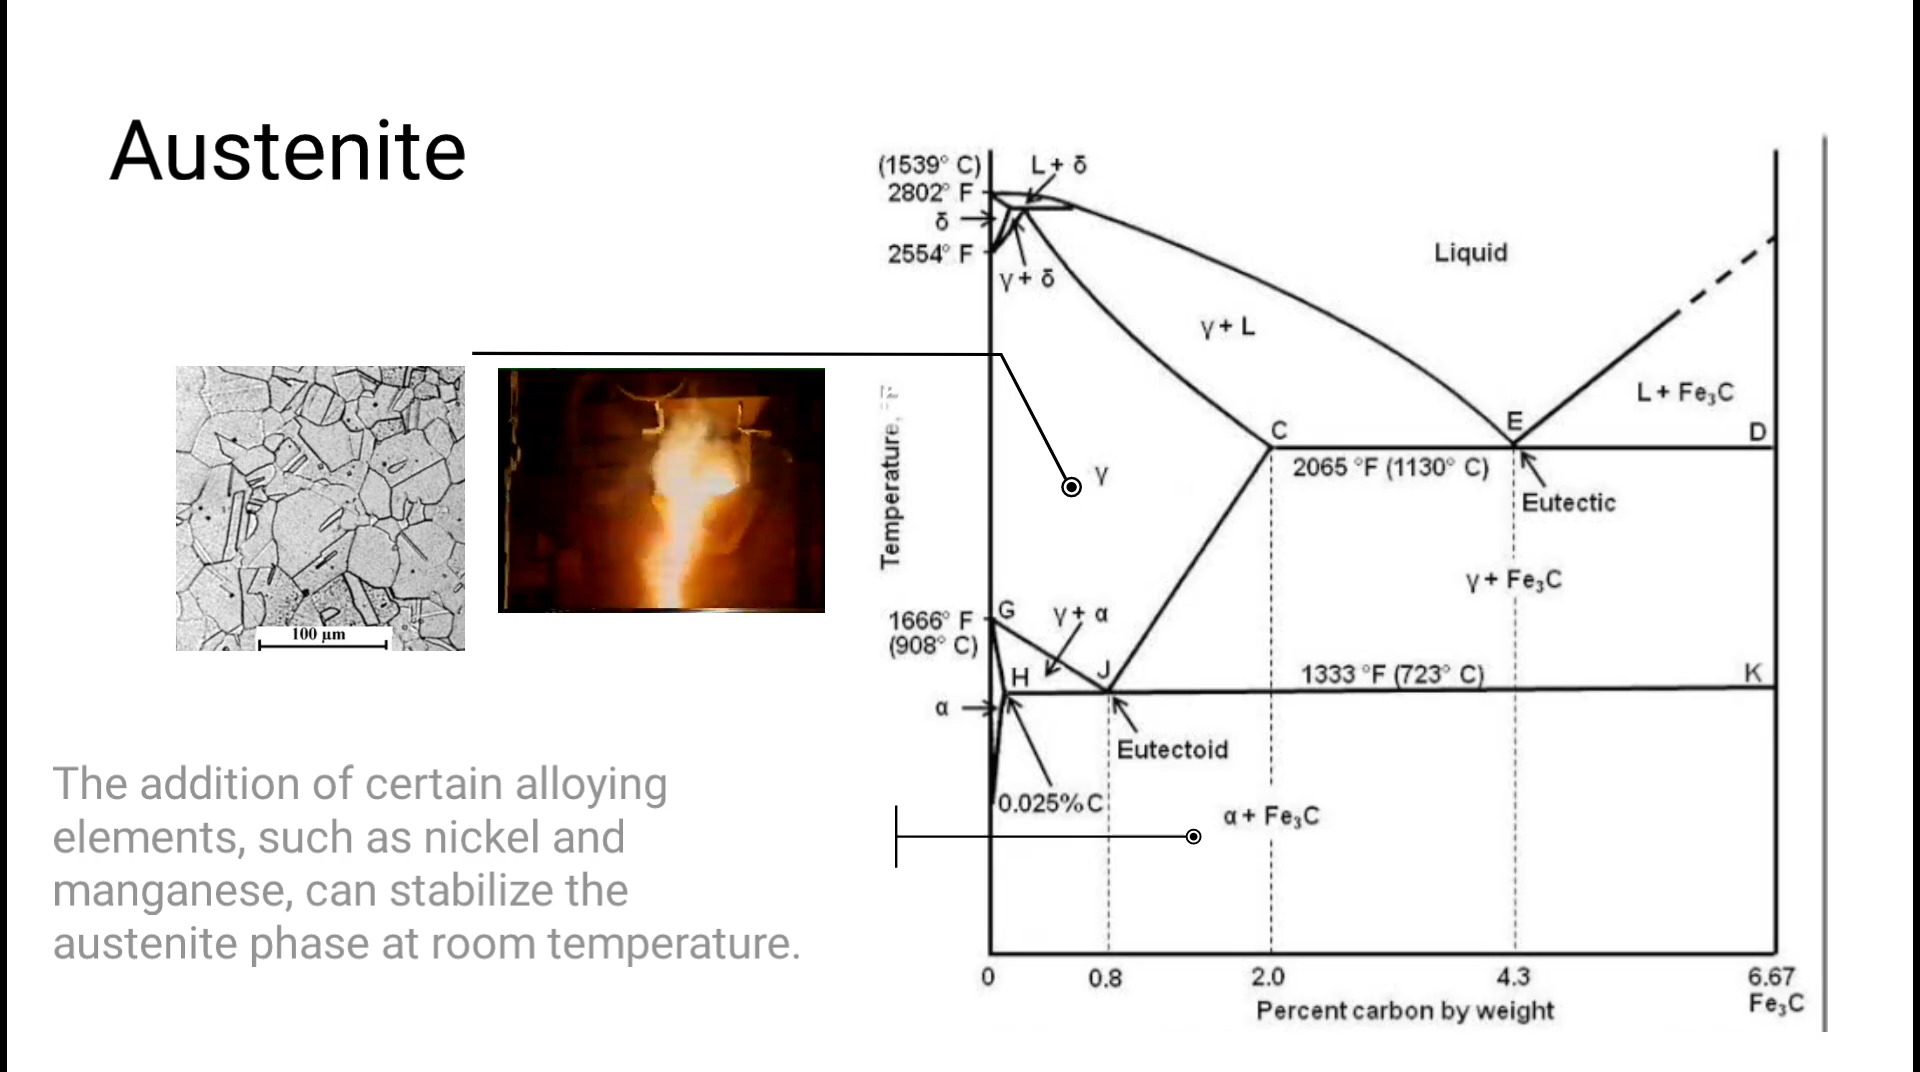 Austenite
100 µm
The addition of certain alloying
elements, such as nickel and
manganese, can stabilize the
austenite phase at room temperature.
(1539° C)
2802° F
L + δ
δ
2554° F
γ + δ
Liquid
γ + L
L + Fe₃C
C
E
D
2065 °F (1130° C)
Eutectic
γ
Temperature,
γ + Fe₃C
1666° F
(908° C)
G
γ + α
H
J
1333 °F (723° C)
K
α
Eutectoid
0.025% C
α + Fe₃C
0
0.8
2.0
4.3
6.67
Fe₃C
Percent carbon by weight